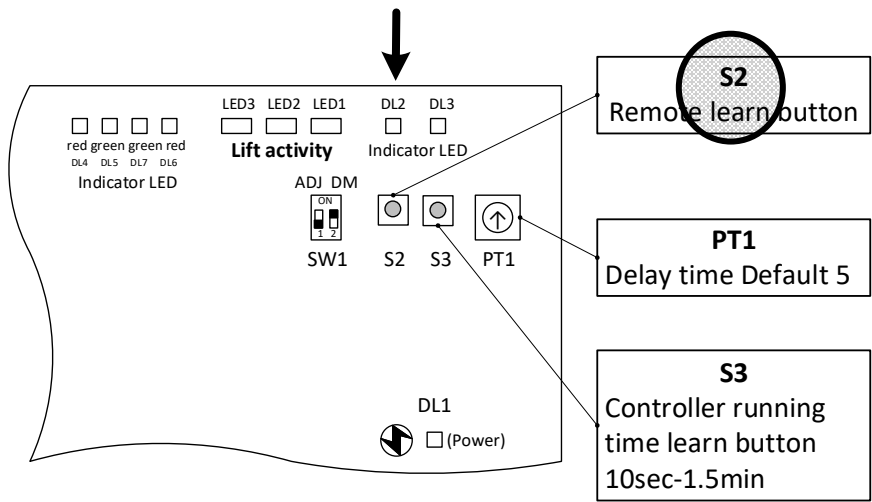 LED3 LED2 LED1 DL2 DL3
red green green red
Lift activity
Indicator LED
DL4 DL5 DL7 DL6
Indicator LED
ADJ DM
ON
1 2
SW1 S2 S3 PT1
DL1
(Power)
S2
Remote learn button
PT1
Delay time Default 5
S3
Controller running
time learn button
10sec-1.5min